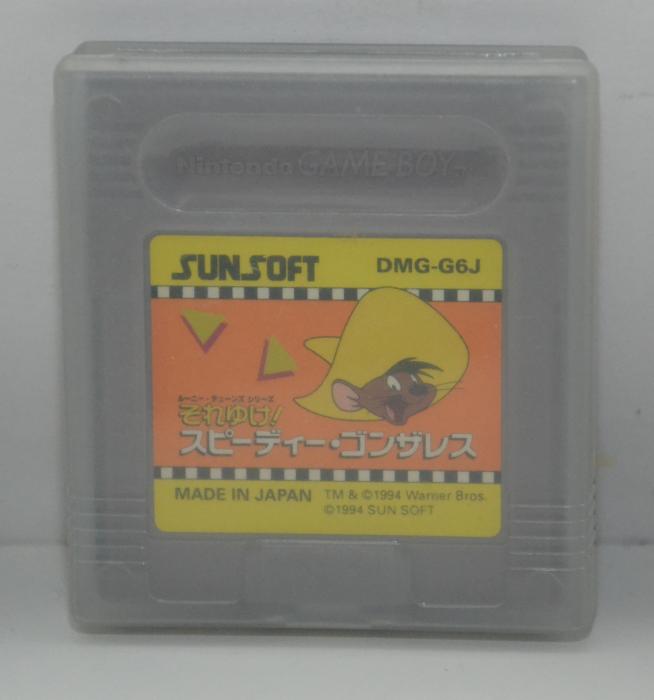 Nintendo GAME BOY™
SUNSOFT DMG-G6J
ルーニー・テューンズ シリーズ
それゆけ!
スピーディー・ゴンザレス
MADE IN JAPAN TM & ©1994 Warner Bros.
©1994 SUN SOFT